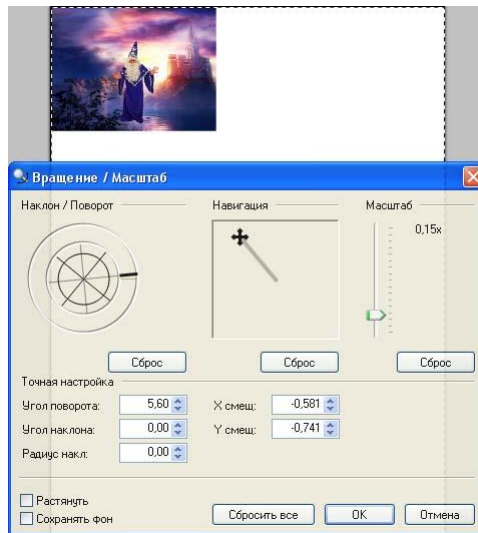 Вращение / Масштаб
Наклон / Поворот Навигация Масштаб
0,15x
Сброс Сброс Сброс
Точная настройка
Угол поворота: 5,60 X смещ: -0,581
Угол наклона: 0,00 Y смещ: -0,741
Радиус накл: 0,00
Растянуть
Сохранять фон Сбросить все OK Отмена